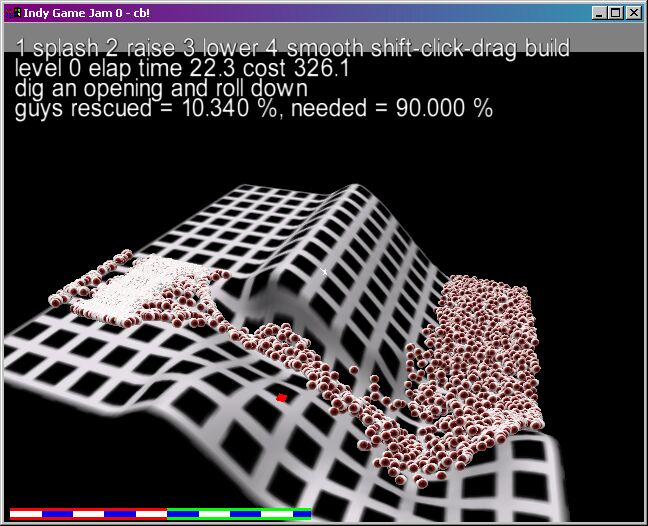 Indy Game Jam 0 - cb!
1 splash 2 raise 3 lower 4 smooth shift-click-drag build
level 0 elap time 22.3 cost 326.1
dig an opening and roll down
guys rescued = 10.340 %, needed = 90.000 %